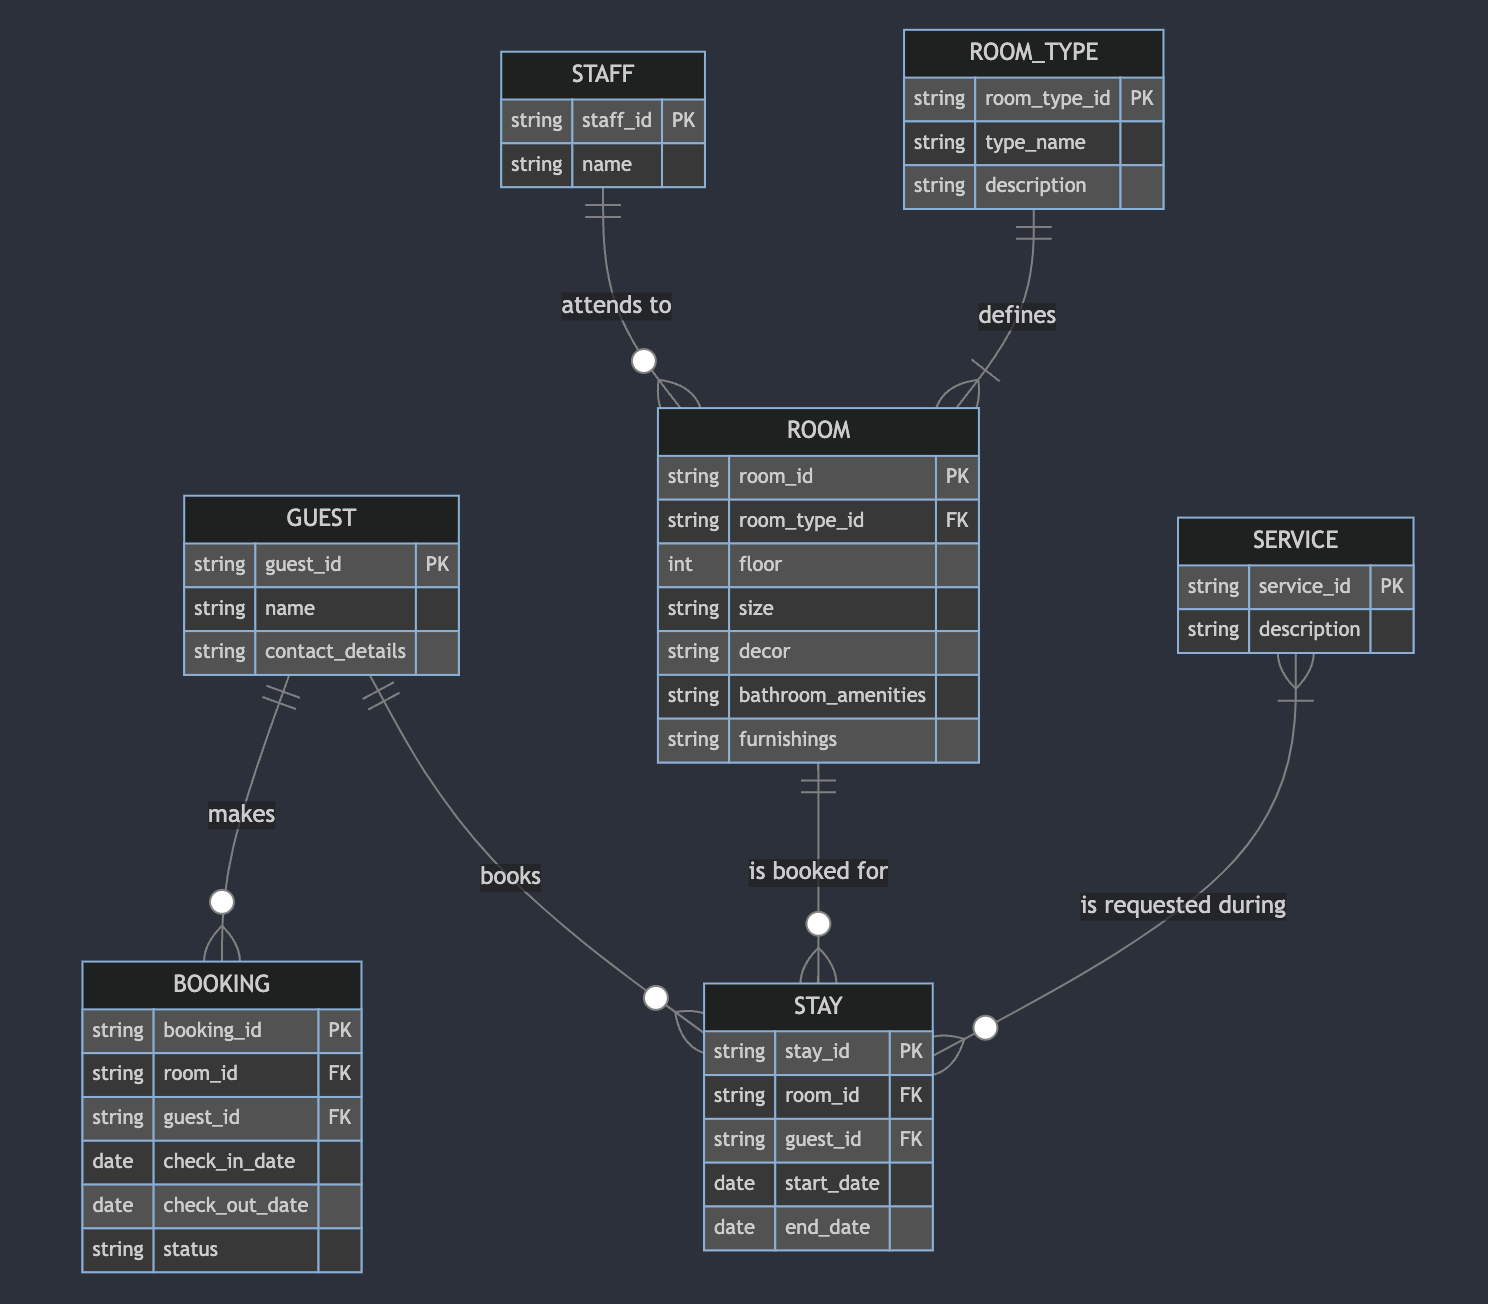 STAFF
string staff_id PK
string name
ROOM_TYPE
string room_type_id PK
string type_name
string description
attends to
defines
ROOM
string room_id PK
string room_type_id FK
int floor
string size
string decor
string bathroom_amenities
string furnishings
GUEST
string guest_id PK
string name
string contact_details
SERVICE
string service_id PK
string description
makes
books
is booked for
is requested during
BOOKING
string booking_id PK
string room_id FK
string guest_id FK
date check_in_date
date check_out_date
string status
STAY
string stay_id PK
string room_id FK
string guest_id FK
date start_date
date end_date